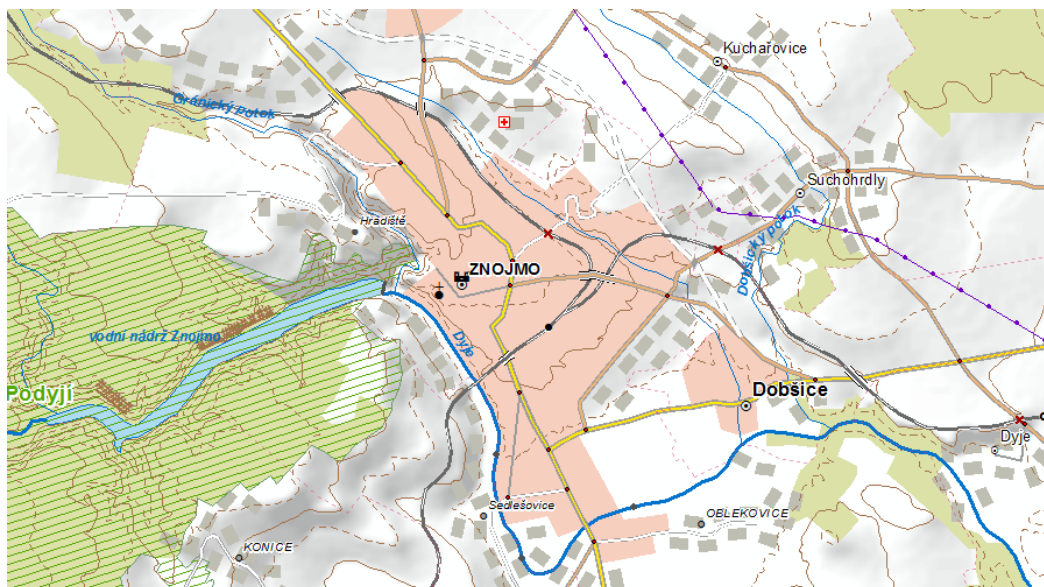 Kuchařovice
Gránický potok
Suchohrdly
Hradiště
Dobšický potok
ZNOJMO
vodní nádrž Znojmo
Dyje
Podyjí
Dobšice
Dyje
Sedlešovice
OBLEKOVICE
KONICE